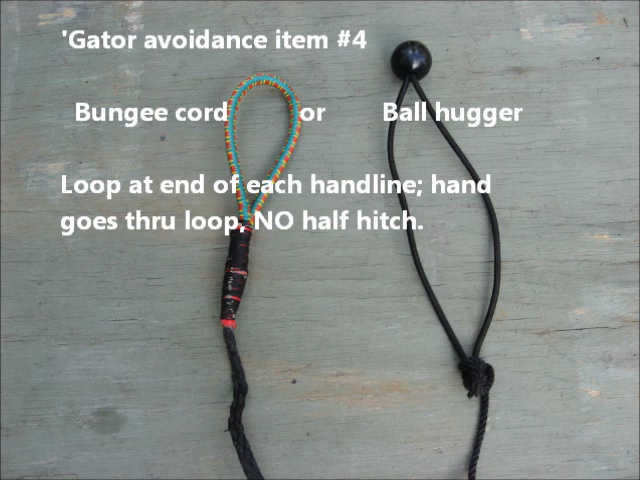 'Gator avoidance item #4
Bungee cord or Ball hugger
Loop at end of each handline; hand
goes thru loop, NO half hitch.